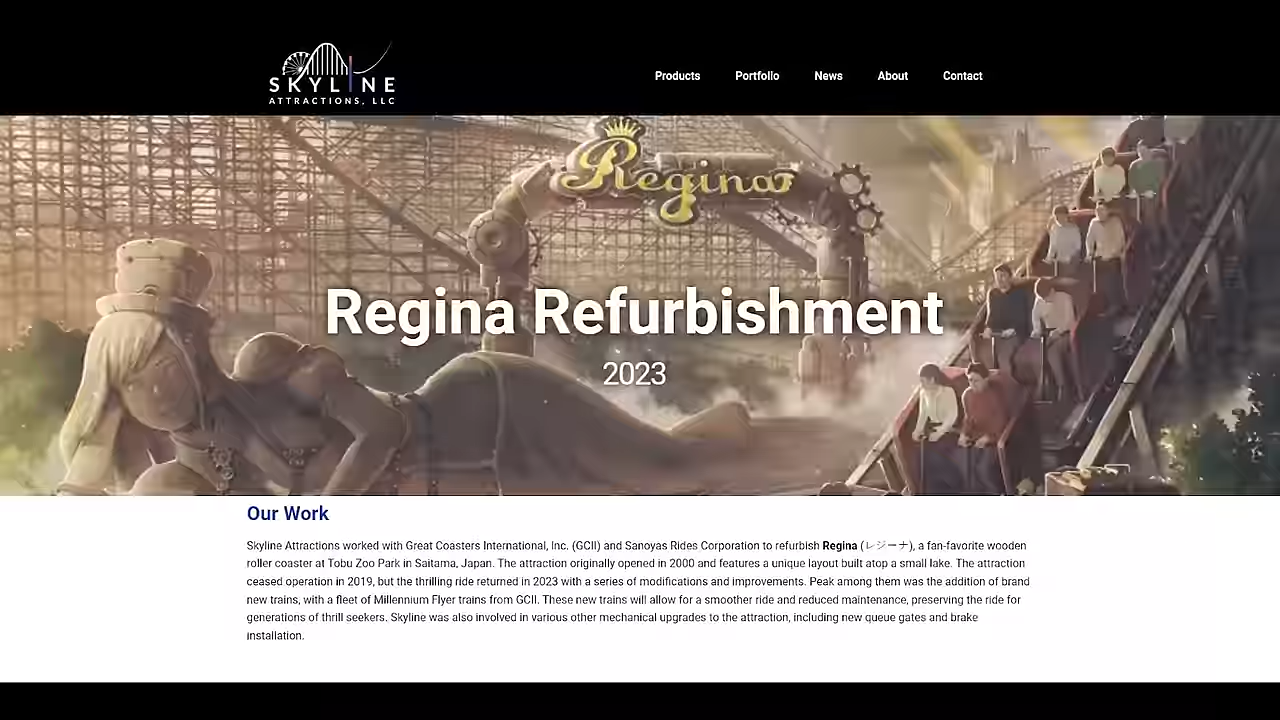 SKYLINE
ATTRACTIONS, LLC
Products Portfolio News About Contact
Regina
Regina Refurbishment
2023
Our Work
Skyline Attractions worked with Great Coasters International, Inc. (GCII) and Sanoyas Rides Corporation to refurbish Regina (レジーナ), a fan-favorite wooden
roller coaster at Tobu Zoo Park in Saitama, Japan. The attraction originally opened in 2000 and features a unique layout built atop a small lake. The attraction
ceased operation in 2019, but the thrilling ride returned in 2023 with a series of modifications and improvements. Peak among them was the addition of brand
new trains, with a fleet of Millennium Flyer trains from GCII. These new trains will allow for a smoother ride and reduced maintenance, preserving the ride for
generations of thrill seekers. Skyline was also involved in various other mechanical upgrades to the attraction, including new queue gates and brake
installation.